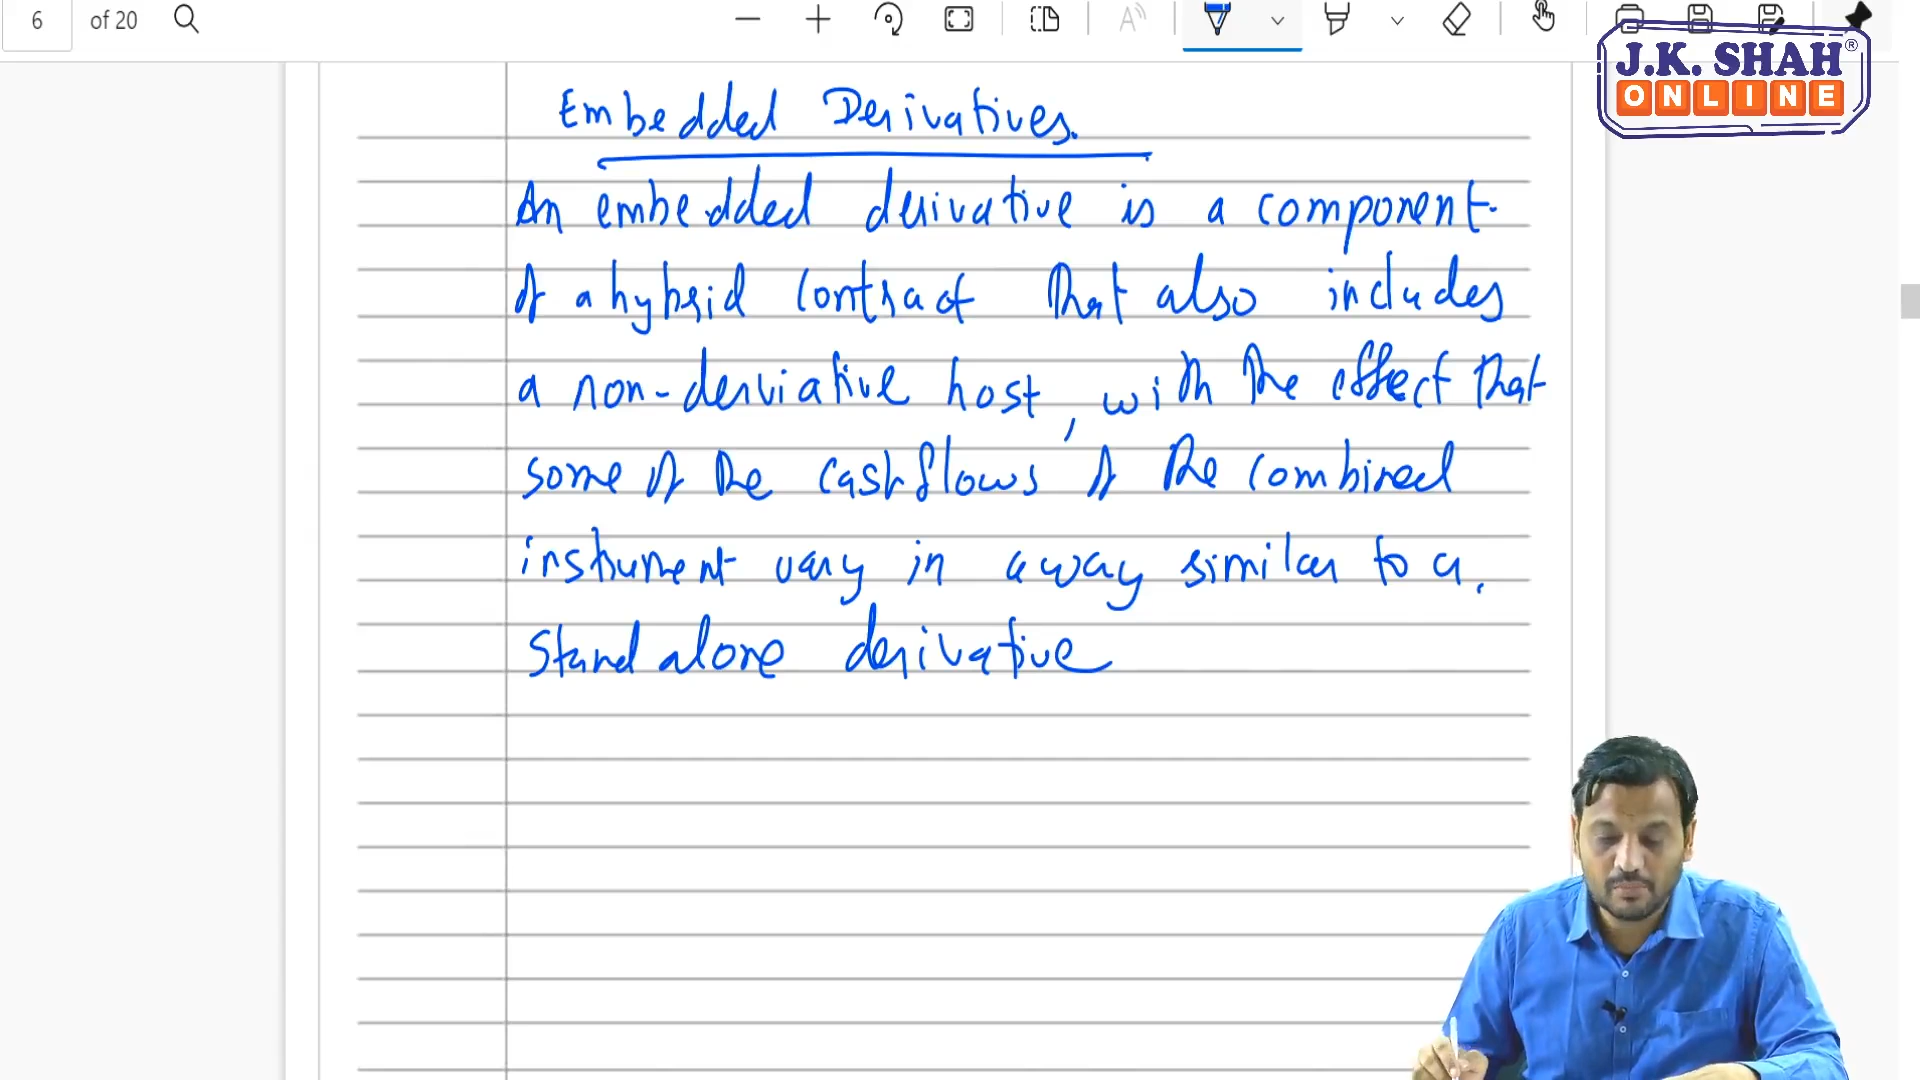 6 of 20
J.K. SHAH®
ONLINE
Embedded Derivatives.
An embedded derivative is a component
of a hybrid contract that also includes
a non-derviative host, with the effect that
some of the cashflows of the combined
instrument vary in a way similar to a
Stand alone derivative